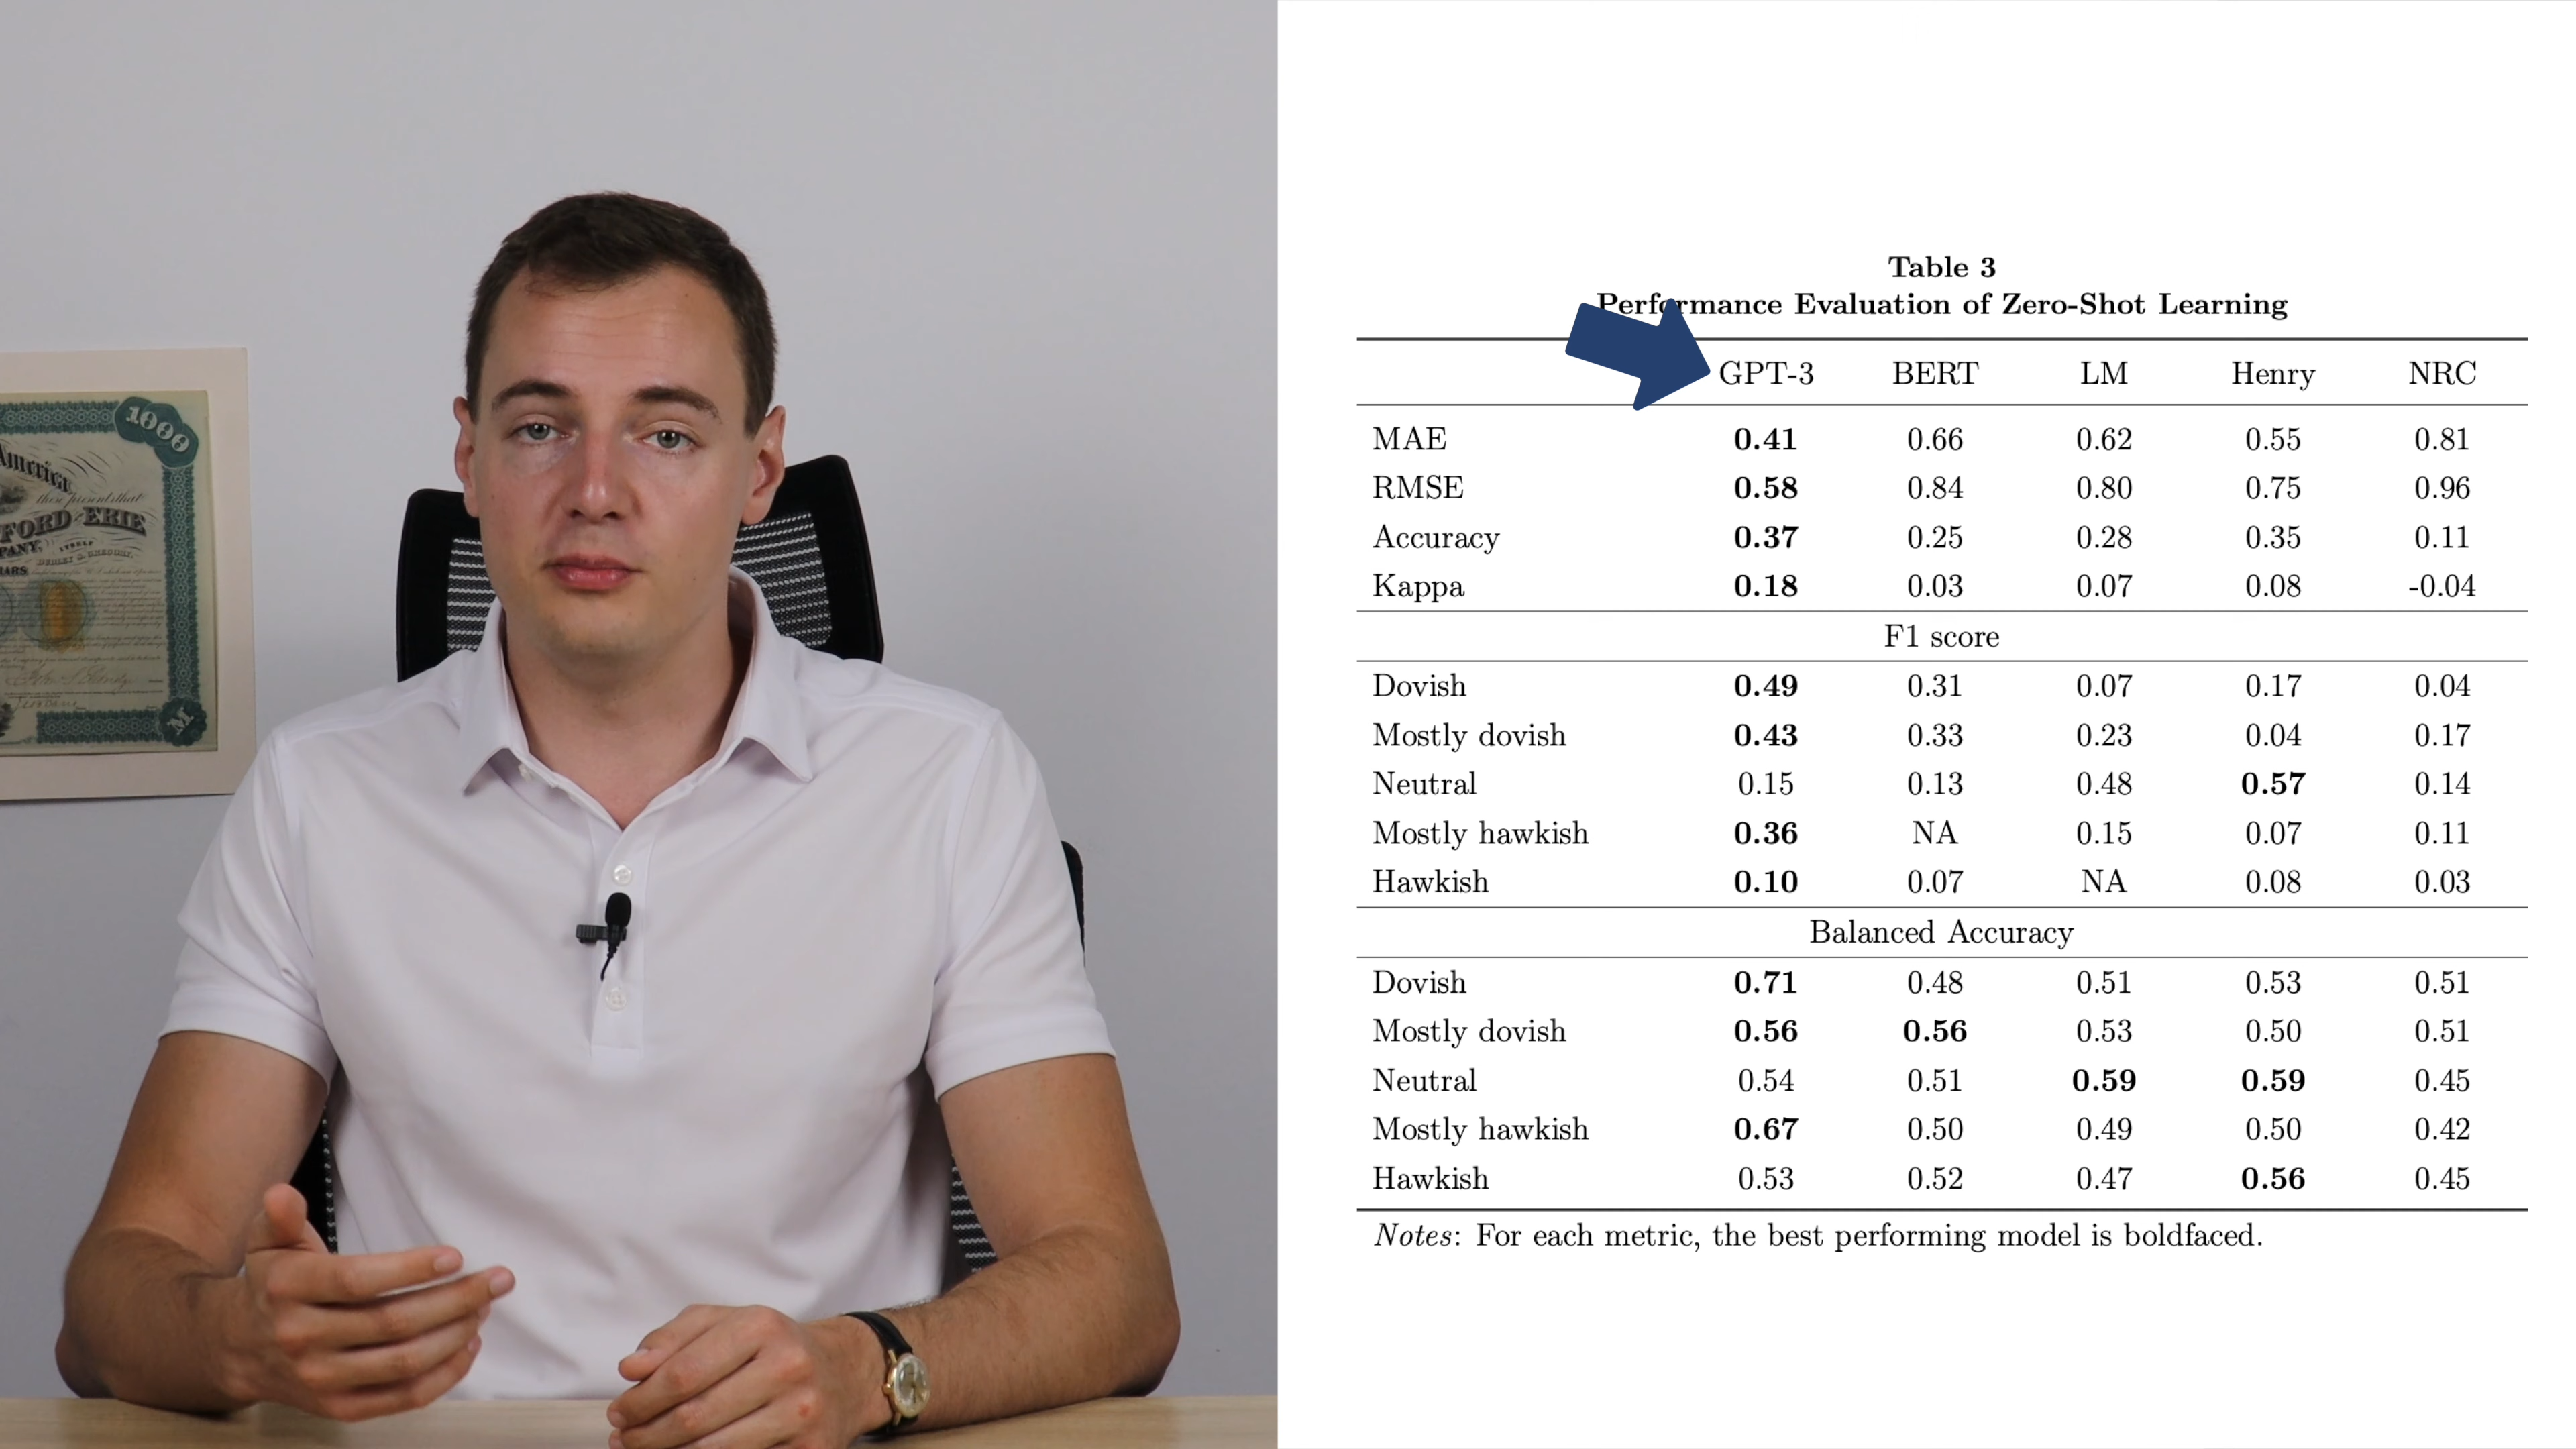 1000
America
these presents that
FORD ERIE
PANY,
M
Table 3
Performance Evaluation of Zero-Shot Learning
GPT-3 BERT LM Henry NRC
MAE 0.41 0.66 0.62 0.55 0.81
RMSE 0.58 0.84 0.80 0.75 0.96
Accuracy 0.37 0.25 0.28 0.35 0.11
Kappa 0.18 0.03 0.07 0.08 -0.04
F1 score
Dovish 0.49 0.31 0.07 0.17 0.04
Mostly dovish 0.43 0.33 0.23 0.04 0.17
Neutral 0.15 0.13 0.48 0.57 0.14
Mostly hawkish 0.36 NA 0.15 0.07 0.11
Hawkish 0.10 0.07 NA 0.08 0.03
Balanced Accuracy
Dovish 0.71 0.48 0.51 0.53 0.51
Mostly dovish 0.56 0.56 0.53 0.50 0.51
Neutral 0.54 0.51 0.59 0.59 0.45
Mostly hawkish 0.67 0.50 0.49 0.50 0.42
Hawkish 0.53 0.52 0.47 0.56 0.45
Notes: For each metric, the best performing model is boldfaced.